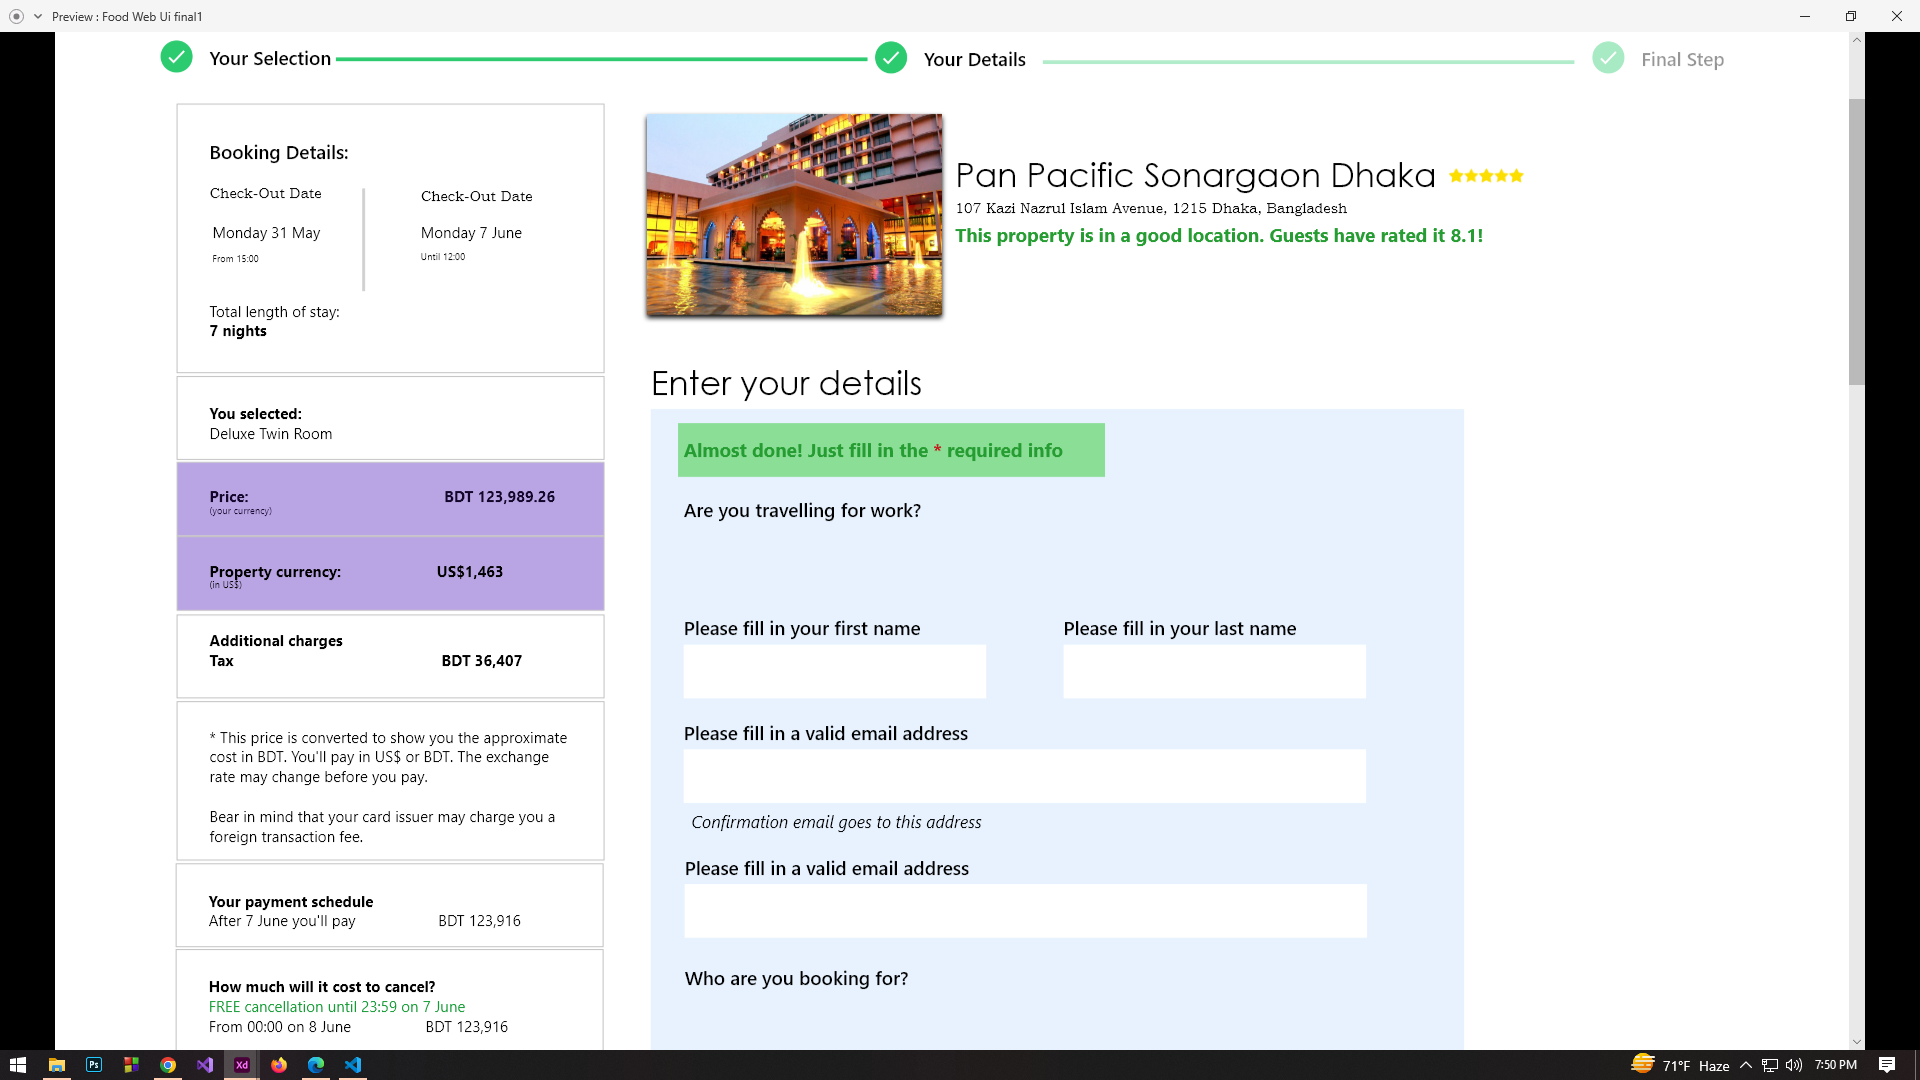 Preview : Food Web Ui final1
Your Selection
Your Details
Final Step
Booking Details:
Check-Out Date
Check-Out Date
Monday 31 May
Monday 7 June
From 15:00
Until 12:00
Total length of stay:
7 nights
You selected:
Deluxe Twin Room
Price: BDT 123,989.26
(your currency)
Property currency: US$1,463
(in US$)
Additional charges
Tax BDT 36,407
* This price is converted to show you the approximate
cost in BDT. You'll pay in US$ or BDT. The exchange
rate may change before you pay.
Bear in mind that your card issuer may charge you a
foreign transaction fee.
Your payment schedule
After 7 June you'll pay BDT 123,916
How much will it cost to cancel?
FREE cancellation until 23:59 on 7 June
From 00:00 on 8 June BDT 123,916
Pan Pacific Sonargaon Dhaka
107 Kazi Nazrul Islam Avenue, 1215 Dhaka, Bangladesh
This property is in a good location. Guests have rated it 8.1!
Enter your details
Almost done! Just fill in the * required info
Are you travelling for work?
Please fill in your first name
Please fill in your last name
Please fill in a valid email address
Confirmation email goes to this address
Please fill in a valid email address
Who are you booking for?
Ps
Xd
71°F Haze
7:50 PM